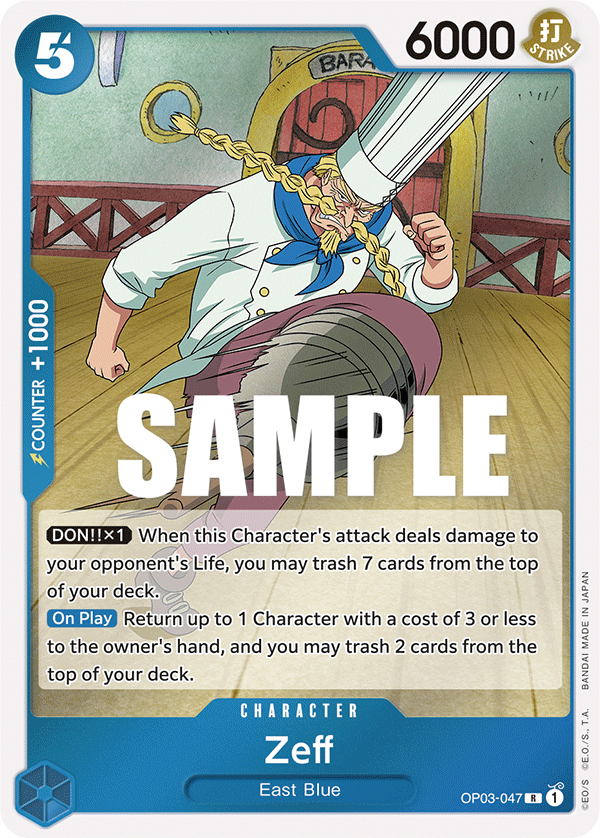 5
6000
打
STRIKE
BARA
COUNTER +1000
SAMPLE
DON!!×1 When this Character's attack deals damage to
your opponent's Life, you may trash 7 cards from the top
of your deck.
On Play Return up to 1 Character with a cost of 3 or less
to the owner's hand, and you may trash 2 cards from the
top of your deck.
CHARACTER
Zeff
East Blue
OP03-047 R 1
©EO/S ©E.O./S., T.A. BANDAI MADE IN JAPAN